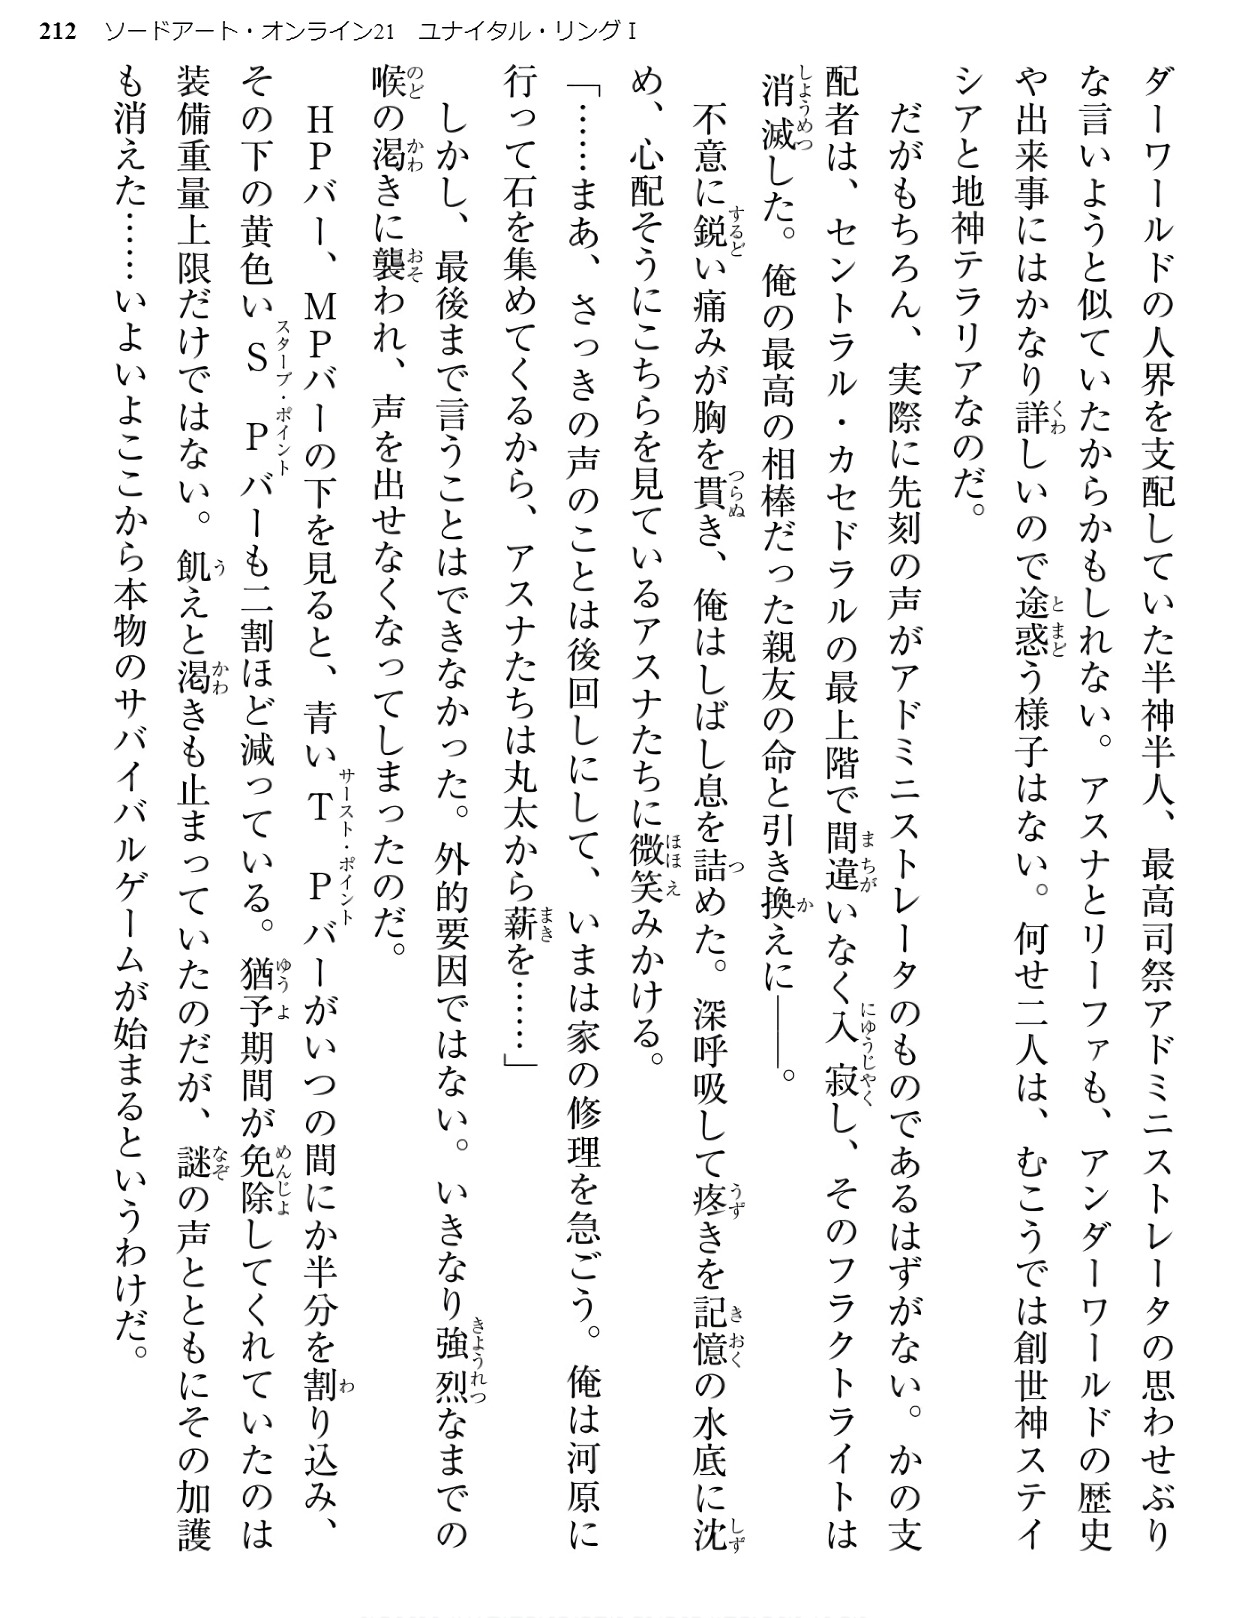 212 ソードアート・オンライン21 ユナイタル・リングⅠ
ダーワールドの人界を支配していた半神半人、最高司祭アドミニストレータの思わせぶり
な言いようと似ていたからかもしれない。アスナとリーファも、アンダーワールドの歴史
や出来事にはかなり詳しいので途惑う様子はない。何せ二人は、むこうでは創世神ステイ
シアと地神テラリアなのだ。
だがもちろん、実際に先刻の声がアドミニストレータのものであるはずがない。かの支
配者は、セントラル・カセドラルの最上階で間違いなく入寂し、そのフラクトライトは
消滅した。俺の最高の相棒だった親友の命と引き換えに――。
不意に鋭い痛みが胸を貫き、俺はしばし息を詰めた。深呼吸して疼きを記憶の水底に沈
め、心配そうにこちらを見ているアスナたちに微笑みかける。
「……まあ、さっきの声のことは後回しにして、いまは家の修理を急ごう。俺は河原に
行って石を集めてくるから、アスナたちは丸太から薪を……」
しかし、最後まで言うことはできなかった。外的要因ではない。いきなり強烈なまでの
喉の渇きに襲われ、声を出せなくなってしまったのだ。
HPバー、MPバーの下を見ると、青いTPバーがいつの間にか半分を割り込み、
その下の黄色いSPバーも二割ほど減っている。猶予期間が免除してくれていたのは
装備重量上限だけではない。飢えと渇きも止まっていたのだが、謎の声とともにその加護
も消えた……いよいよここから本物のサバイバルゲームが始まるというわけだ。